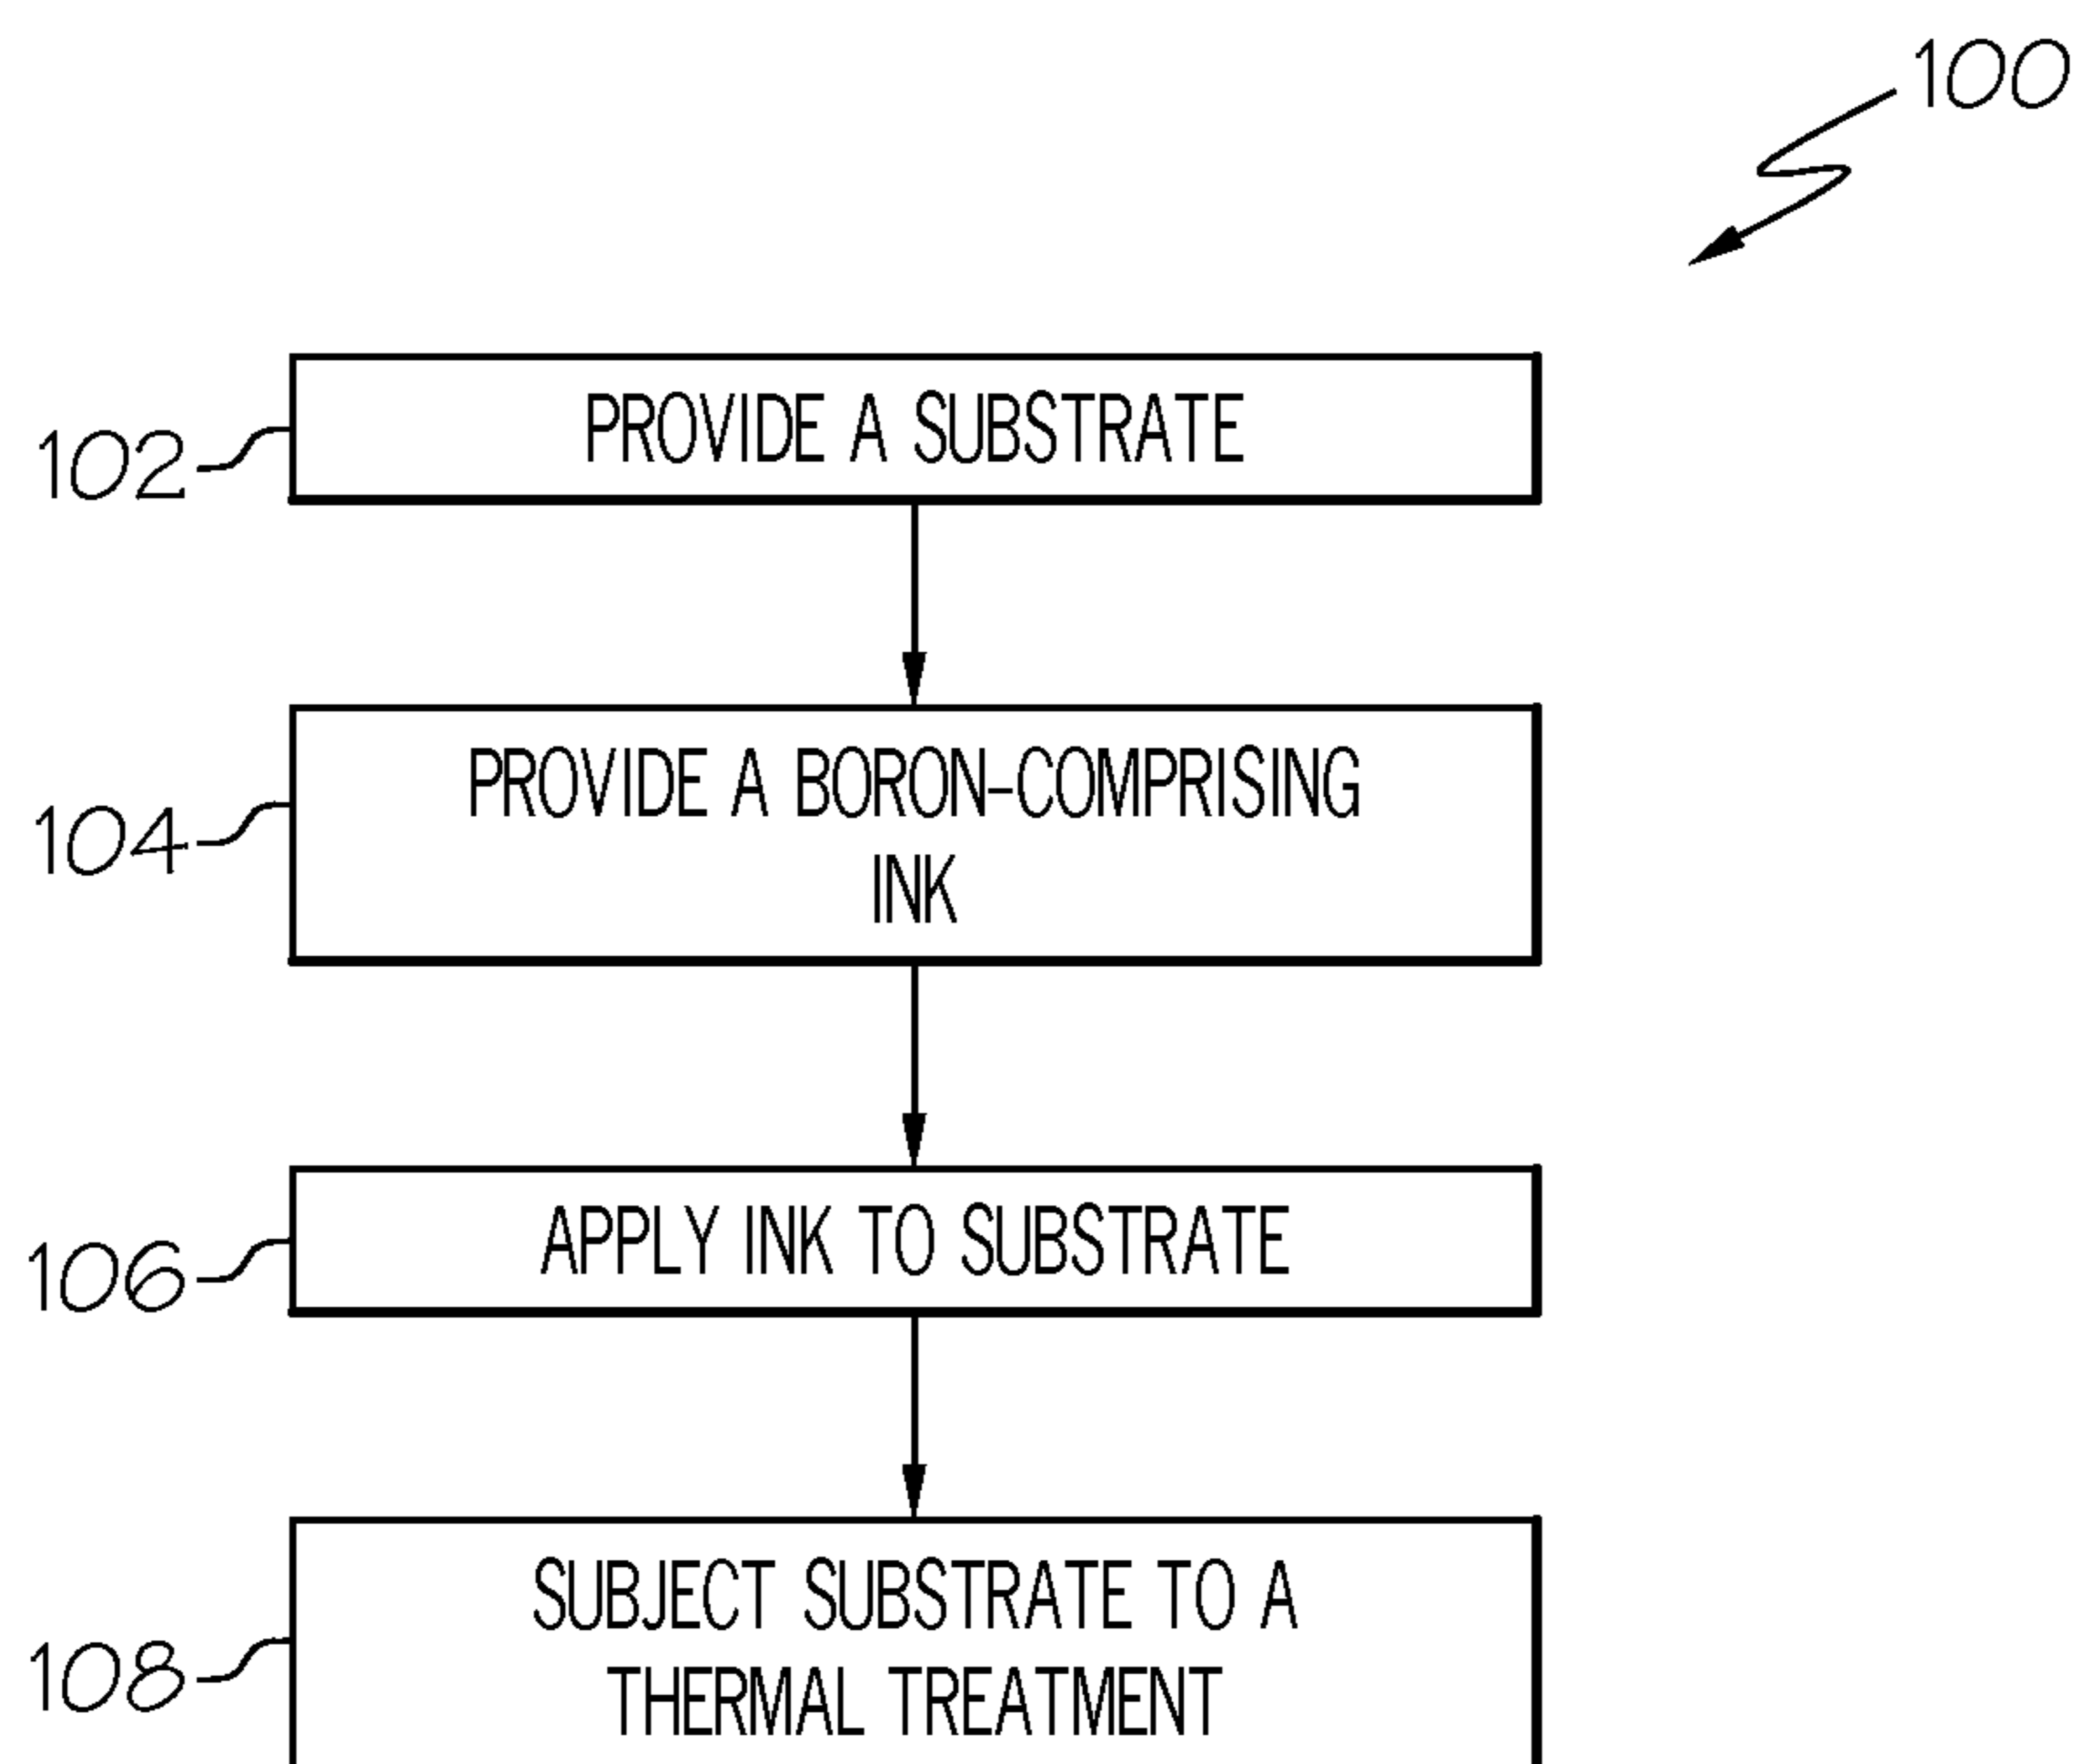 100
102
PROVIDE A SUBSTRATE
104
PROVIDE A BORON-COMPRISING
INK
106
APPLY INK TO SUBSTRATE
108
SUBJECT SUBSTRATE TO A
THERMAL TREATMENT